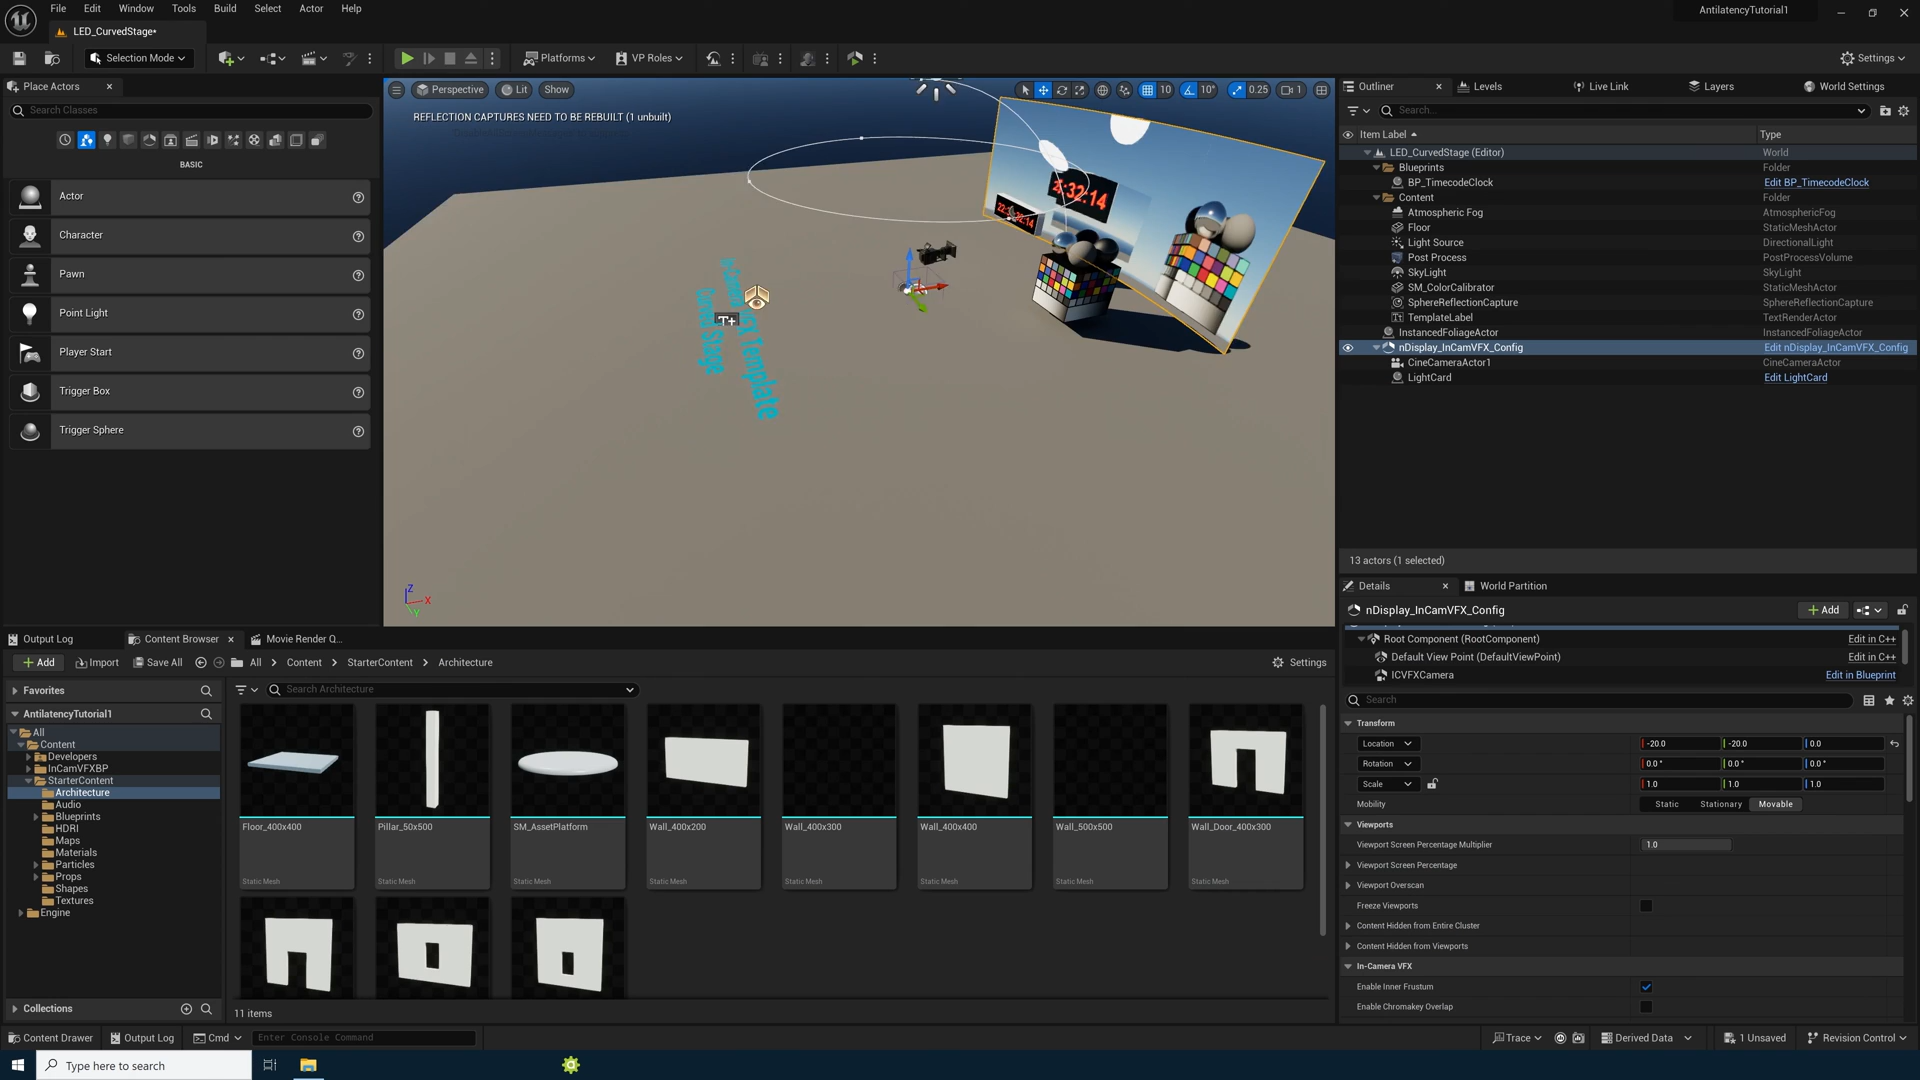 File Edit Window Tools Build Select Actor Help
AntilatencyTutorial1
LED_CurvedStage*
Selection Mode
Platforms
VP Roles
Settings
Place Actors
Search Classes
BASIC
Actor
Character
Pawn
Point Light
Player Start
Trigger Box
Trigger Sphere
Perspective
Lit
Show
10
10°
0.25
1
REFLECTION CAPTURES NEED TO BE REBUILT (1 unbuilt)
Curved Stage
Template
Outliner
Levels
Live Link
Layers
World Settings
Search...
Item Label
Type
LED_CurvedStage (Editor) World
Blueprints Folder
BP_TimecodeClock Edit BP_TimecodeClock
Content Folder
Atmospheric Fog AtmosphericFog
Floor StaticMeshActor
Light Source DirectionalLight
Post Process PostProcessVolume
SkyLight SkyLight
SM_ColorCalibrator StaticMeshActor
SphereReflectionCapture SphereReflectionCapture
TemplateLabel TextRenderActor
InstancedFoliageActor InstancedFoliageActor
nDisplay_InCamVFX_Config Edit nDisplay_InCamVFX_Config
CineCameraActor1 CineCameraActor
LightCard Edit LightCard
13 actors (1 selected)
Details
World Partition
nDisplay_InCamVFX_Config
Add
Root Component (RootComponent) Edit in C++
Default View Point (DefaultViewPoint) Edit in C++
ICVFXCamera Edit in Blueprint
Search
Transform
Location -20.0 -20.0 0.0
Rotation 0.0° 0.0° 0.0°
Scale 1.0 1.0 1.0
Mobility Static Stationary Movable
Viewports
Viewport Screen Percentage Multiplier 1.0
Viewport Screen Percentage
Viewport Overscan
Freeze Viewports
Content Hidden from Entire Cluster
Content Hidden from Viewports
In-Camera VFX
Enable Inner Frustum
Enable Chromakey Overlap
Output Log
Content Browser
Movie Render Q...
Add
Import
Save All
All
Content
StarterContent
Architecture
Settings
Favorites
AntilatencyTutorial1
All
Content
Developers
InCamVFXBP
StarterContent
Architecture
Audio
Blueprints
HDRI
Maps
Materials
Particles
Props
Shapes
Textures
Engine
Collections
Search Architecture
Floor_400x400 Pillar_50x500 SM_AssetPlatform Wall_400x200 Wall_400x300 Wall_400x400 Wall_500x500 Wall_Door_400x300
Static Mesh Static Mesh Static Mesh Static Mesh Static Mesh Static Mesh Static Mesh Static Mesh
11 items
Content Drawer
Output Log
Cmd
Enter Console Command
Trace
Derived Data
1 Unsaved
Revision Control
Type here to search